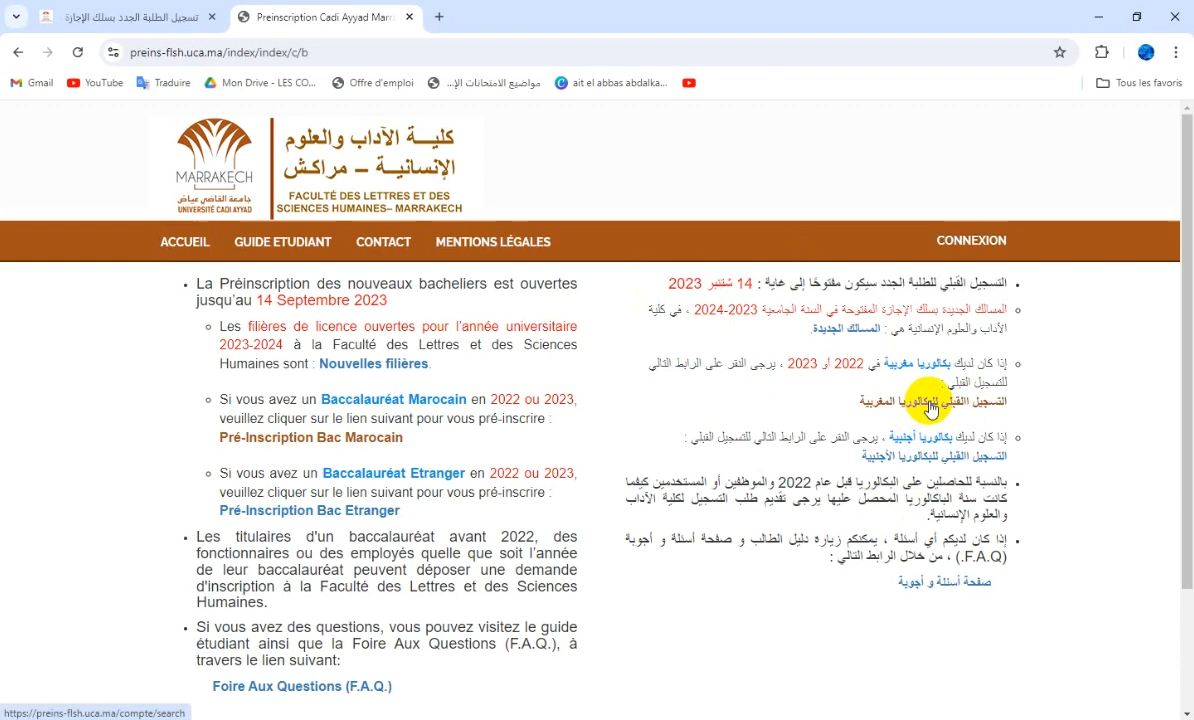 تسجيل الطلبة الجدد بسلك الإجازة
Preinscription Cadi Ayyad Marr
preins-flsh.uca.ma/index/index/c/b
Gmail
YouTube
Traduire
Mon Drive - LES CO...
Offre d'emploi
مواضيع الامتحانات الإ...
ait el abbas abdalka...
Tous les favoris
MARRAKECH
جامعة القاضي عياض
UNIVERSITÉ CADI AYYAD
كليـــة الآداب والعلوم
الإنسانيـة – مراكـش
FACULTÉ DES LETTRES ET DES
SCIENCES HUMAINES– MARRAKECH
ACCUEIL
GUIDE ETUDIANT
CONTACT
MENTIONS LÉGALES
CONNEXION
La Préinscription des nouveaux bacheliers est ouvertes
jusqu'au 14 Septembre 2023
Les filières de licence ouvertes pour l'année universitaire
2023-2024 à la Faculté des Lettres et des Sciences
Humaines sont : Nouvelles filières.
Si vous avez un Baccalauréat Marocain en 2022 ou 2023,
veuillez cliquer sur le lien suivant pour vous pré-inscrire :
Pré-Inscription Bac Marocain
Si vous avez un Baccalauréat Etranger en 2022 ou 2023,
veuillez cliquer sur le lien suivant pour vous pré-inscrire :
Pré-Inscription Bac Etranger
Les titulaires d'un baccalauréat avant 2022, des
fonctionnaires ou des employés quelle que soit l'année
de leur baccalauréat peuvent déposer une demande
d'inscription à la Faculté des Lettres et des Sciences
Humaines.
Si vous avez des questions, vous pouvez visitez le guide
étudiant ainsi que la Foire Aux Questions (F.A.Q.), à
travers le lien suivant:
Foire Aux Questions (F.A.Q.)
التسجيل القبلي للطلبة الجدد سيكون مفتوحًا إلى غاية : 14 شتنبر 2023
المسالك الجديدة بسلك الإجازة المفتوحة في السنة الجامعية 2023-2024 ، في كلية
الآداب والعلوم الإنسانية هي : المسالك الجديدة.
إذا كان لديك بكالوريا مغربية في 2022 أو 2023 ، يرجى النقر على الرابط التالي
للتسجيل القبلي :
التسجيل االقبلي للبكالوريا المغربية
إذا كان لديك بكالوريا أجنبية ، يرجى النقر على الرابط التالي للتسجيل القبلي :
التسجيل االقبلي للبكالوريا الأجنبية
بالنسبة للحاصلين على البكالوريا قبل عام 2022 والموظفين أو المستخدمين كيفما
كانت سنة الباكالوريا المحصل عليها يرجى تقديم طلب التسجيل لكلية الآداب
والعلوم الإنسانية.
إذا كان لديكم أي أسئلة ، يمكنكم زيارة دليل الطالب و صفحة أسئلة و أجوبة
(F.A.Q.) ، من خلال الرابط التالي :
صفحة أسئلة و أجوبة
https://preins-flsh.uca.ma/compte/search